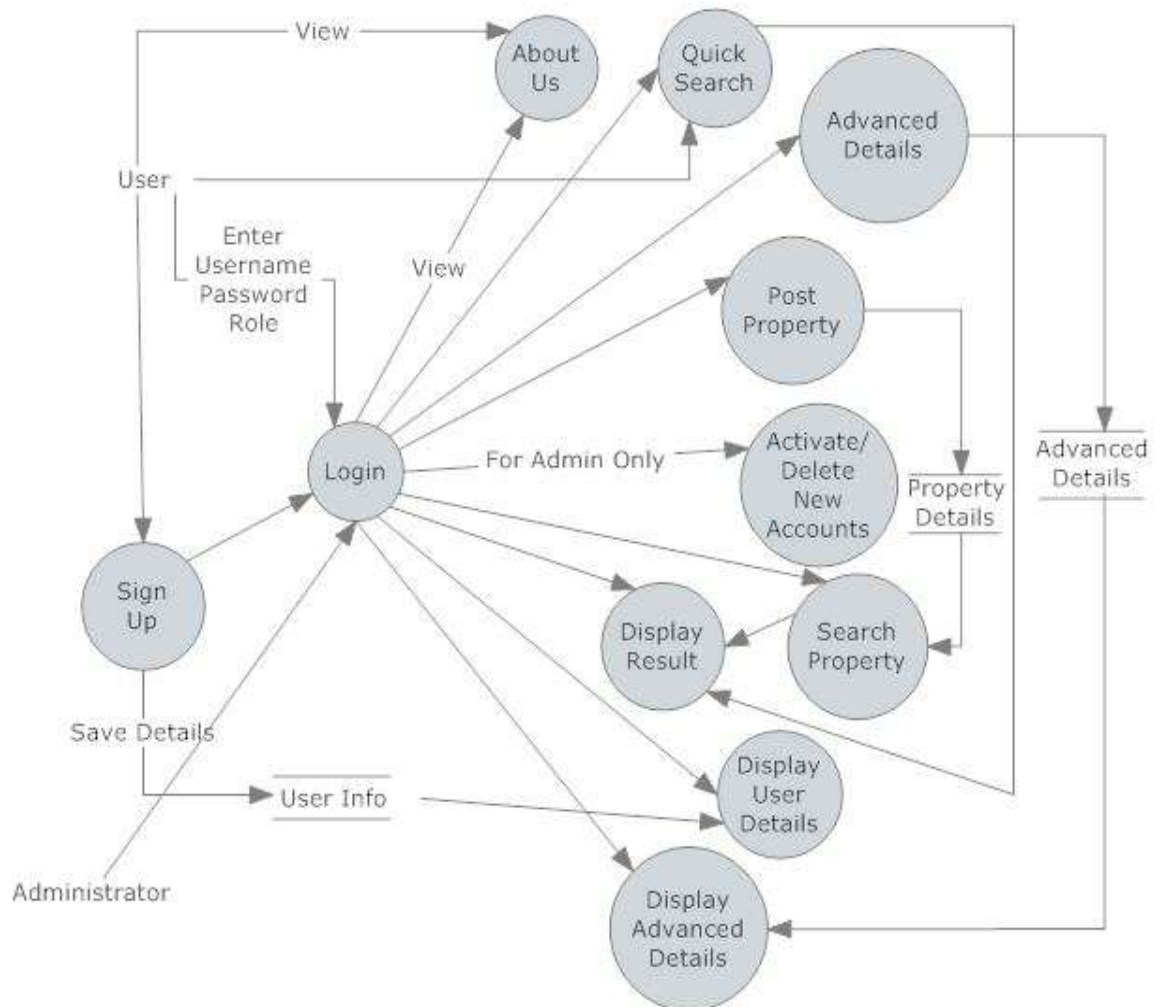 View
About
Us
Quick
Search
Advanced
Details
User
Enter
Username
Password
Role
View
Post
Property
Login
For Admin Only
Activate/
Delete
New
Accounts
Property
Details
Advanced
Details
Sign
Up
Display
Result
Search
Property
Save Details
User Info
Display
User
Details
Administrator
Display
Advanced
Details